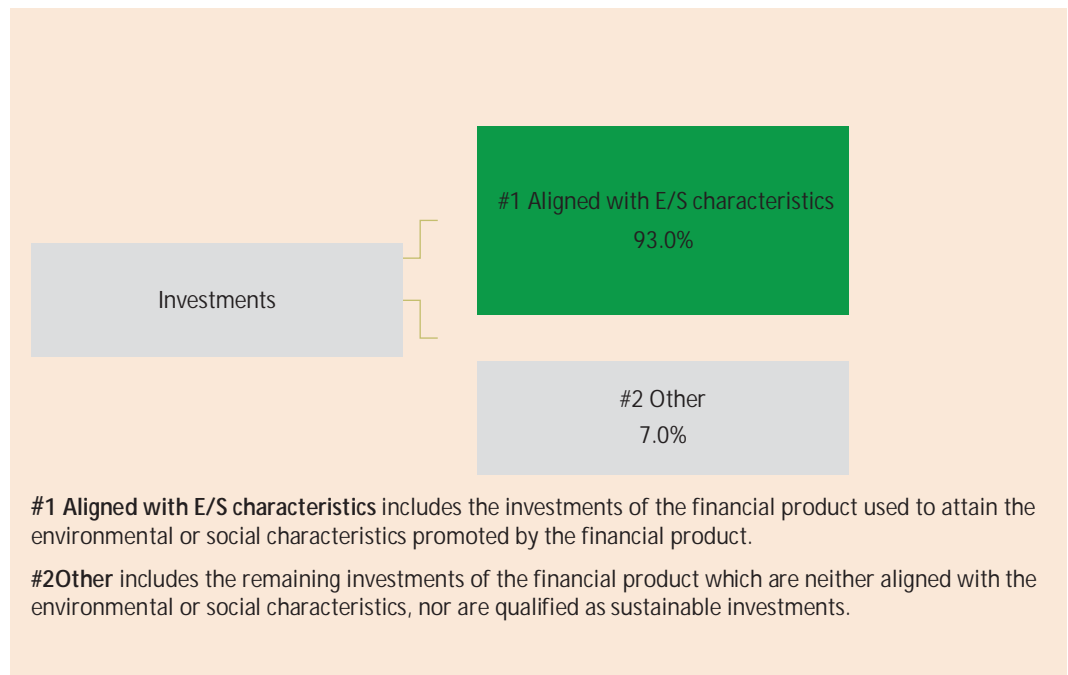 #1 Aligned with E/S characteristics
93.0%
Investments
#2 Other
7.0%
#1 Aligned with E/S characteristics includes the investments of the financial product used to attain the
environmental or social characteristics promoted by the financial product.
#2Other includes the remaining investments of the financial product which are neither aligned with the
environmental or social characteristics, nor are qualified as sustainable investments.